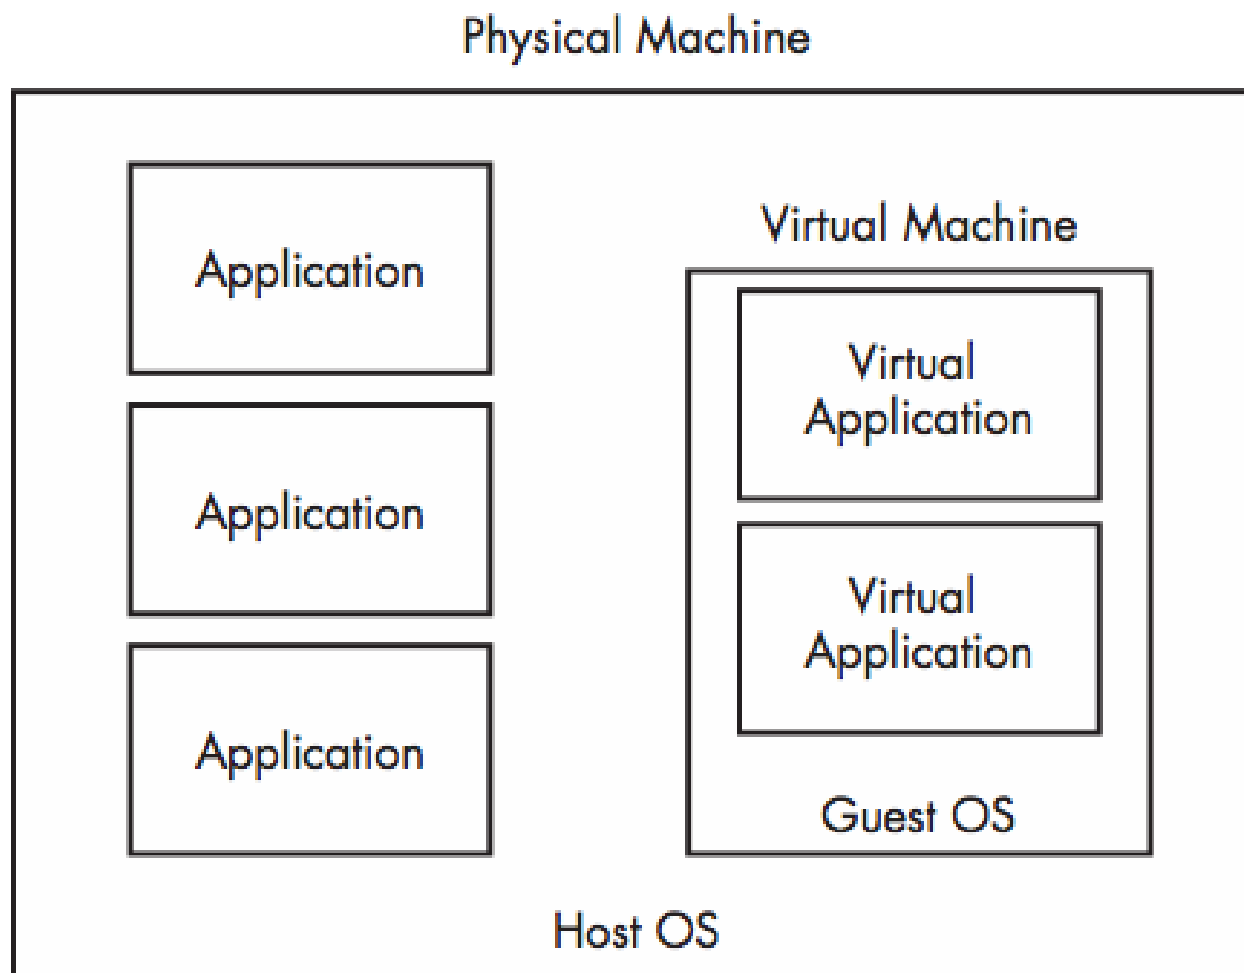 Physical Machine
Application
Application
Application
Virtual Machine
Virtual
Application
Virtual
Application
Guest OS
Host OS